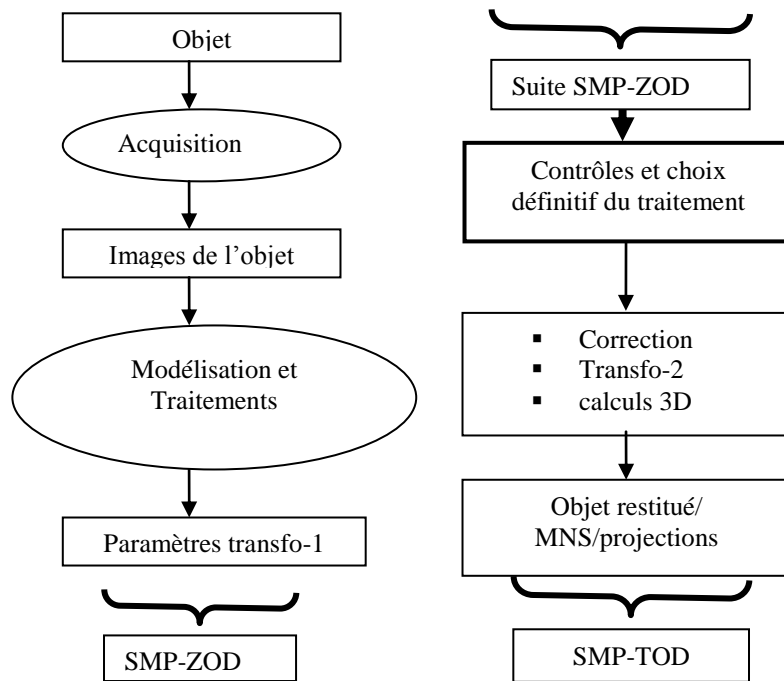 Objet
Acquisition
Images de l’objet
Modélisation et
Traitements
Paramètres transfo-1
SMP-ZOD
Suite SMP-ZOD
Contrôles et choix
définitif du traitement
▪ Correction
▪ Transfo-2
▪ calculs 3D
Objet restitué/
MNS/projections
SMP-TOD